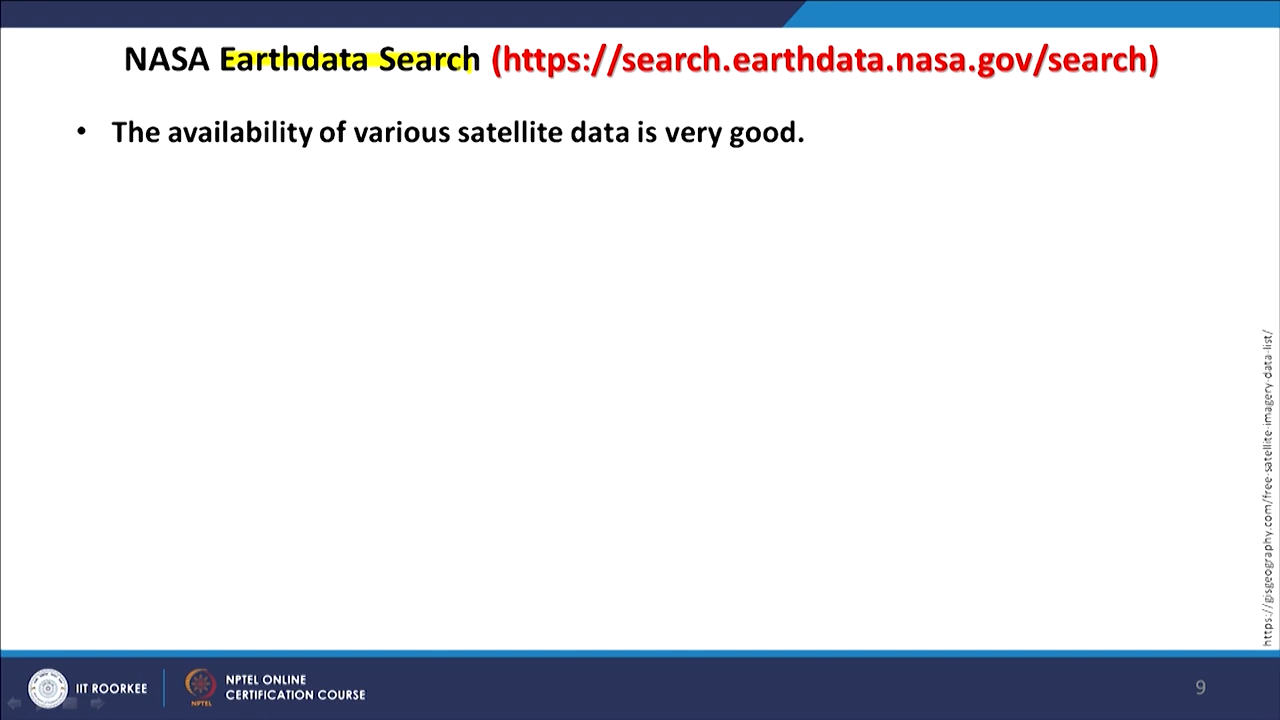 NASA Earthdata Search (https://search.earthdata.nasa.gov/search)
• The availability of various satellite data is very good.
https://gisgeography.com/free-satellite-imagery-data-list/
IIT ROORKEE
NPTEL
NPTEL ONLINE
CERTIFICATION COURSE
9